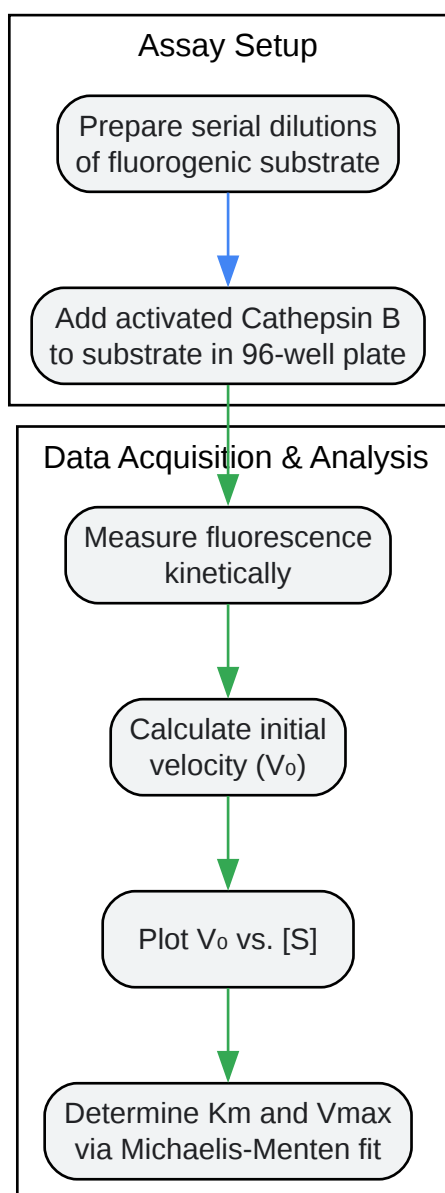 Assay Setup
Prepare serial dilutions
of fluorogenic substrate
Add activated Cathepsin B
to substrate in 96-well plate
Data Acquisition & Analysis
Measure fluorescence
kinetically
Calculate initial
velocity (V₀)
Plot V₀ vs. [S]
Determine Km and Vmax
via Michaelis-Menten fit